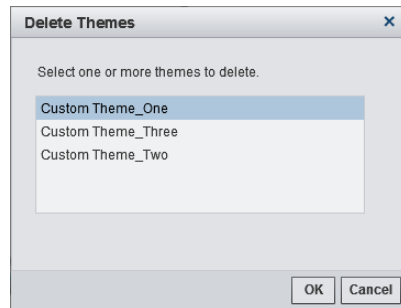 Delete Themes
Select one or more themes to delete.
Custom Theme_One
Custom Theme_Three
Custom Theme_Two
OK Cancel